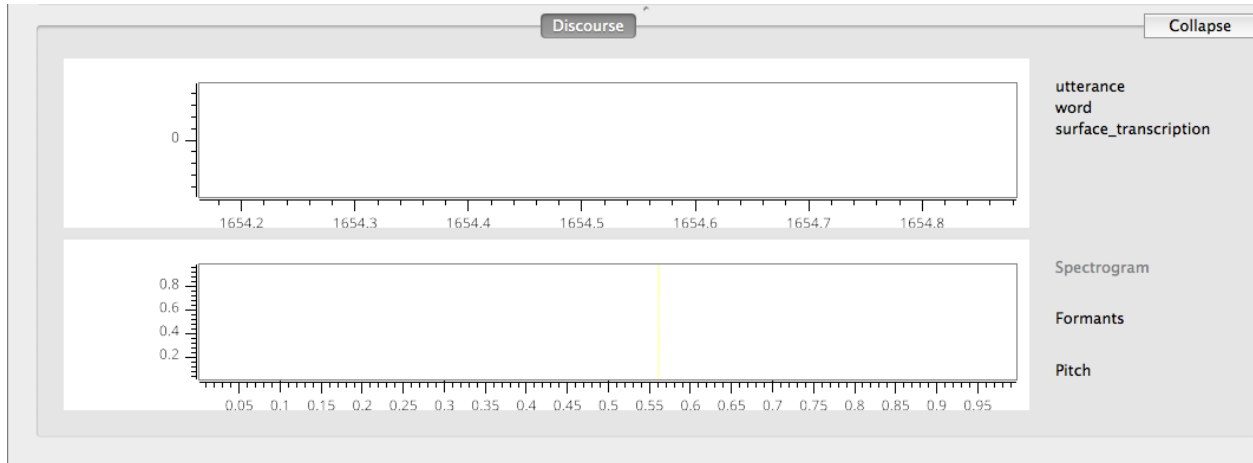 Discourse
Collapse
utterance
word
surface_transcription
0
1654.2 1654.3 1654.4 1654.5 1654.6 1654.7 1654.8
Spectrogram
Formants
Pitch
0.8
0.6
0.4
0.2
0.05 0.1 0.15 0.2 0.25 0.3 0.35 0.4 0.45 0.5 0.55 0.6 0.65 0.7 0.75 0.8 0.85 0.9 0.95